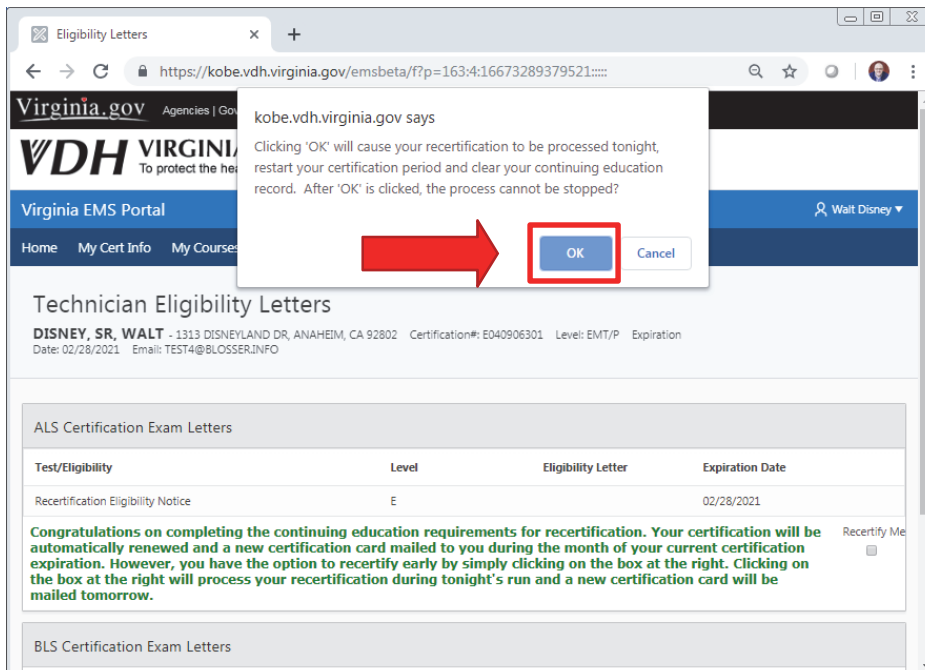 Eligibility Letters
https://kobe.vdh.virginia.gov/emsbeta/f?p=163:4:16673289379521:::::
Virginia.gov Agencies | Gov
kobe.vdh.virginia.gov says
Clicking 'OK' will cause your recertification to be processed tonight,
restart your certification period and clear your continuing education
record. After 'OK' is clicked, the process cannot be stopped?
OK
Cancel
VDH VIRGINIA
To protect the hea
Virginia EMS Portal
Walt Disney
Home My Cert Info My Courses
Technician Eligibility Letters
DISNEY, SR, WALT - 1313 DISNEYLAND DR, ANAHEIM, CA 92802 Certification#: E040906301 Level: EMT/P Expiration
Date: 02/28/2021 Email: TEST4@BLOSSER.INFO
ALS Certification Exam Letters
Test/Eligibility Level Eligibility Letter Expiration Date
Recertification Eligibility Notice E 02/28/2021
Congratulations on completing the continuing education requirements for recertification. Your certification will be
automatically renewed and a new certification card mailed to you during the month of your current certification
expiration. However, you have the option to recertify early by simply clicking on the box at the right. Clicking on
the box at the right will process your recertification during tonight's run and a new certification card will be
mailed tomorrow.
Recertify Me
BLS Certification Exam Letters